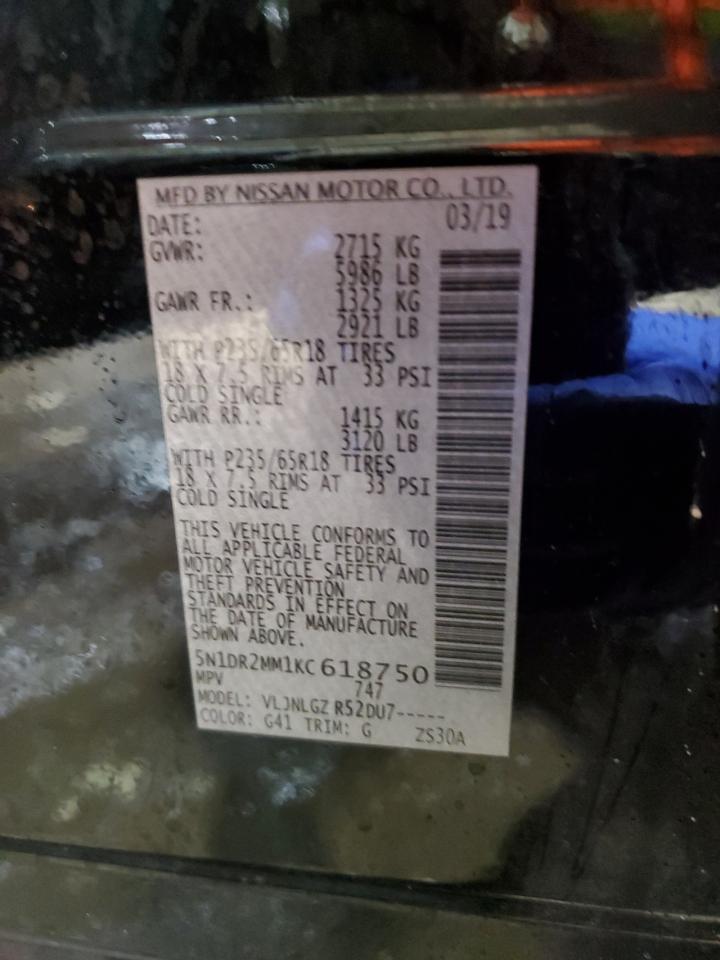 MFD BY NISSAN MOTOR CO., LTD.
DATE: 03/19
GVWR: 2715 KG
5986 LB
GAWR FR.: 1325 KG
2921 LB
WITH P235/65R18 TIRES
18 X 7.5 RIMS AT 33 PSI
COLD SINGLE
GAWR RR.: 1415 KG
3120 LB
WITH P235/65R18 TIRES
18 X 7.5 RIMS AT 33 PSI
COLD SINGLE
THIS VEHICLE CONFORMS TO
ALL APPLICABLE FEDERAL
MOTOR VEHICLE SAFETY AND
THEFT PREVENTION
STANDARDS IN EFFECT ON
THE DATE OF MANUFACTURE
SHOWN ABOVE.
5N1DR2MM1KC618750
MPV 747
MODEL: VLJNLGZ R52DU7-----
COLOR: G41 TRIM: G ZS30A